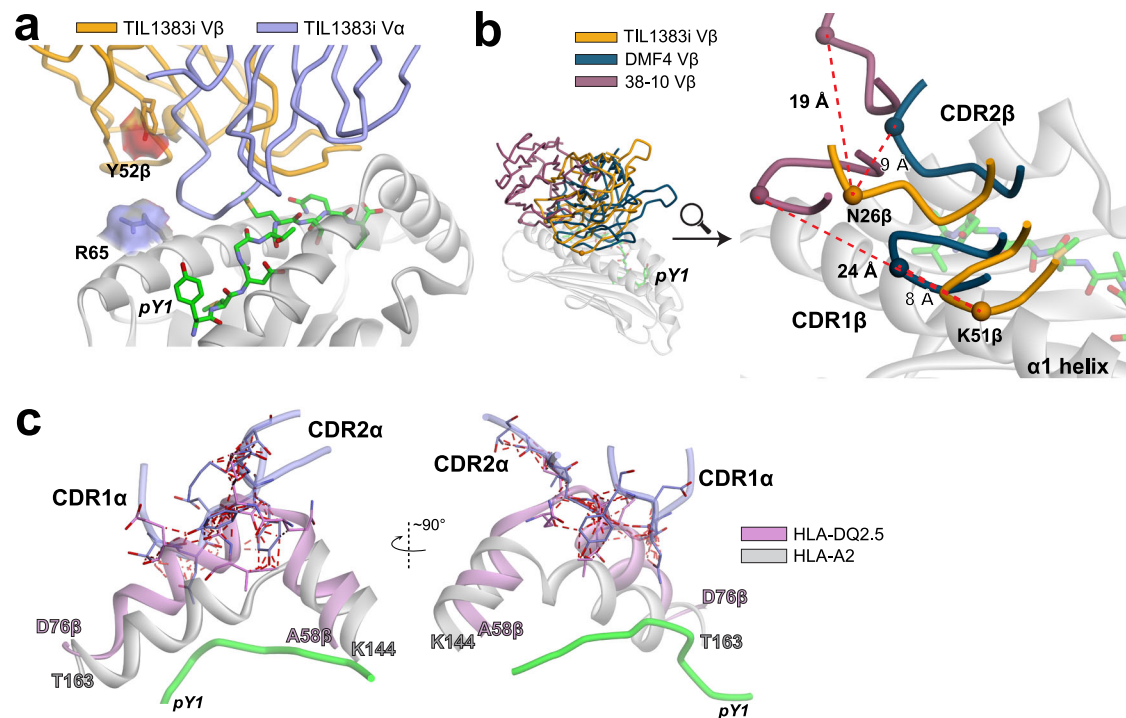 a
TIL1383i Vβ
TIL1383i Vα
Y52β
R65
pY1
b
TIL1383i Vβ
DMF4 Vβ
38-10 Vβ
pY1
19 Å
CDR2β
9 Å
N26β
24 Å
8 Å
CDR1β
K51β
α1 helix
c
CDR2α
CDR1α
D76β
T163
A58β
K144
pY1
~90°
CDR2α
CDR1α
K144
A58β
D76β
T163
pY1
HLA-DQ2.5
HLA-A2